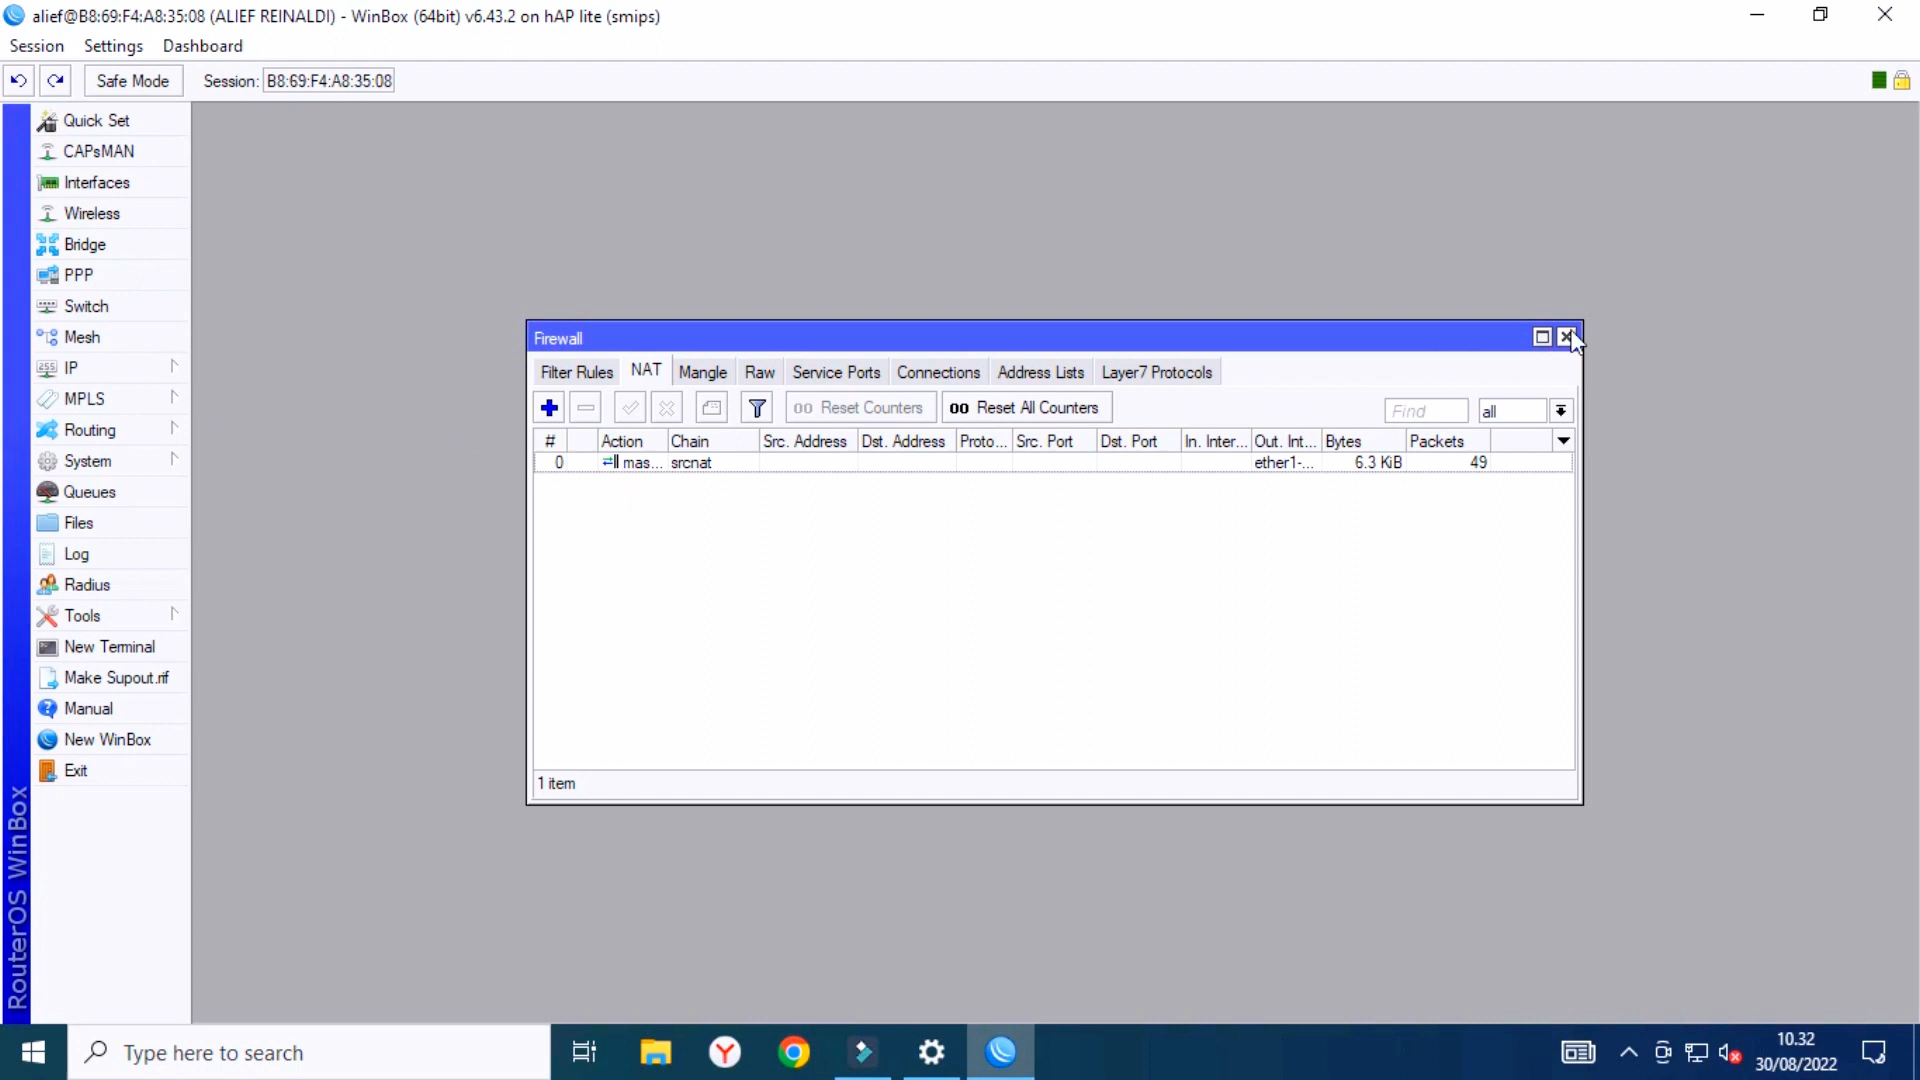 alief@B8:69:F4:A8:35:08 (ALIEF REINALDI) - WinBox (64bit) v6.43.2 on hAP lite (smips)
Session Settings Dashboard
Safe Mode Session: B8:69:F4:A8:35:08
Quick Set
CAPsMAN
Interfaces
Wireless
Bridge
PPP
Switch
Mesh
IP
MPLS
Routing
System
Queues
Files
Log
Radius
Tools
New Terminal
Make Supout.rif
Manual
New WinBox
Exit
RouterOS WinBox
Firewall
Filter Rules NAT Mangle Raw Service Ports Connections Address Lists Layer7 Protocols
00 Reset Counters 00 Reset All Counters Find all
# Action Chain Src. Address Dst. Address Proto... Src. Port Dst. Port In. Inter... Out. Int... Bytes Packets
0 mas... srcnat ether1-... 6.3 KiB 49
1 item
Type here to search
10.32
30/08/2022